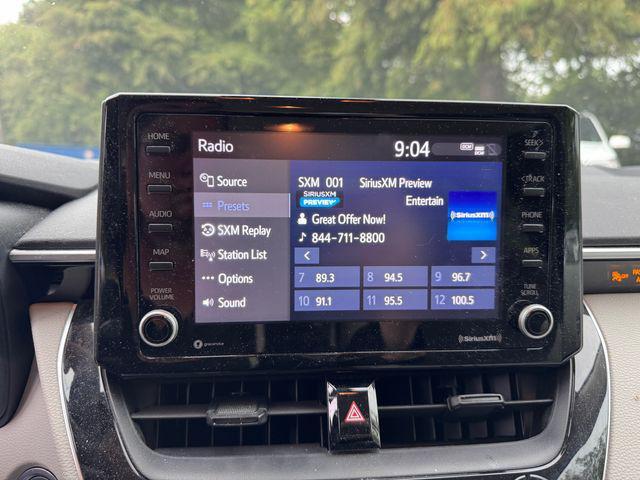 HOME
MENU
AUDIO
MAP
POWER
VOLUME
Radio
9:04
DCM
Source
Presets
SXM Replay
Station List
Options
Sound
SXM 001 SiriusXM Preview
SIRIUSXM
PREVIEW
Entertain
Great Offer Now!
844-711-8800
((SiriusXM))
< >
7 89.3 8 94.5 9 96.7
10 91.1 11 95.5 12 100.5
SEEK>
<TRACK
PHONE
APPS
TUNE
SCROLL
gracenote
((SiriusXM))